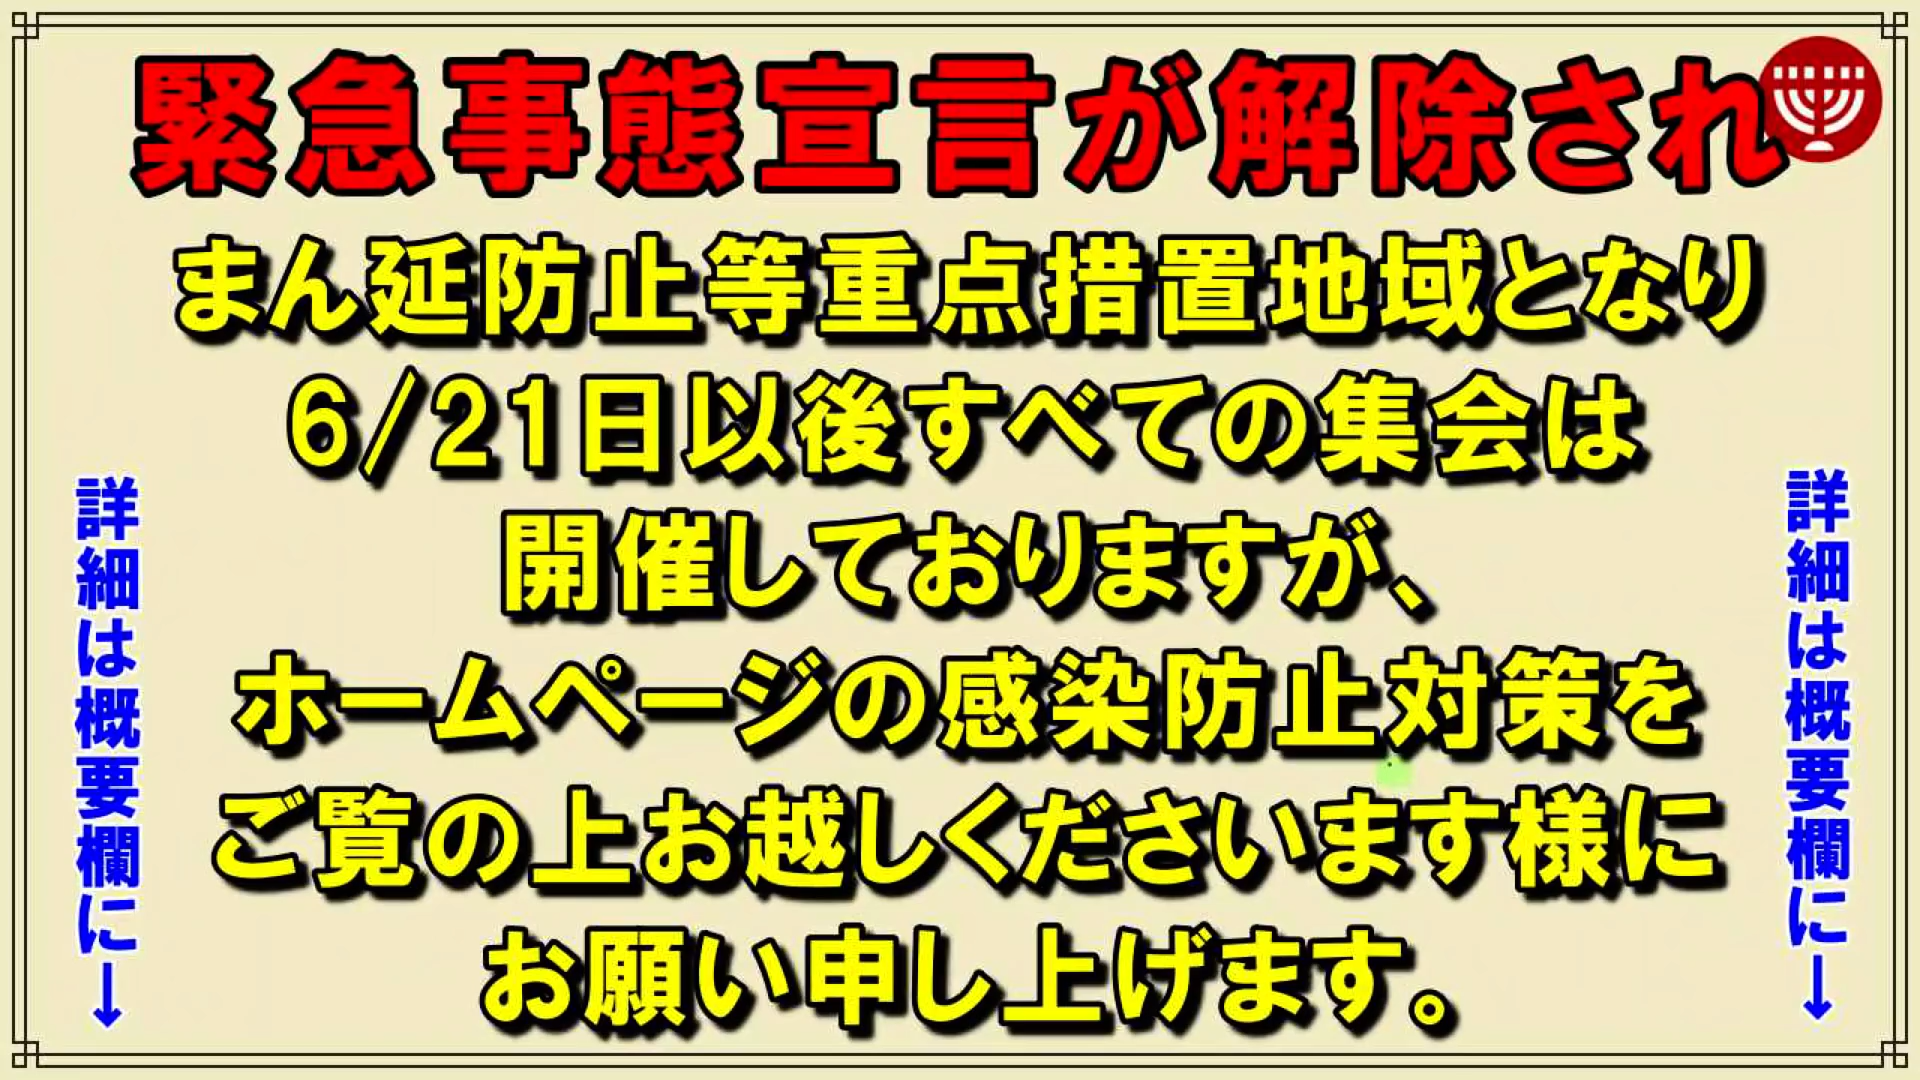 緊急事態宣言が解除され
まん延防止等重点措置地域となり
6/21日以後すべての集会は
開催しておりますが、
ホームページの感染防止対策を
ご覧の上お越しくださいます様に
お願い申し上げます。
詳細は概要欄に→
詳細は概要欄に→